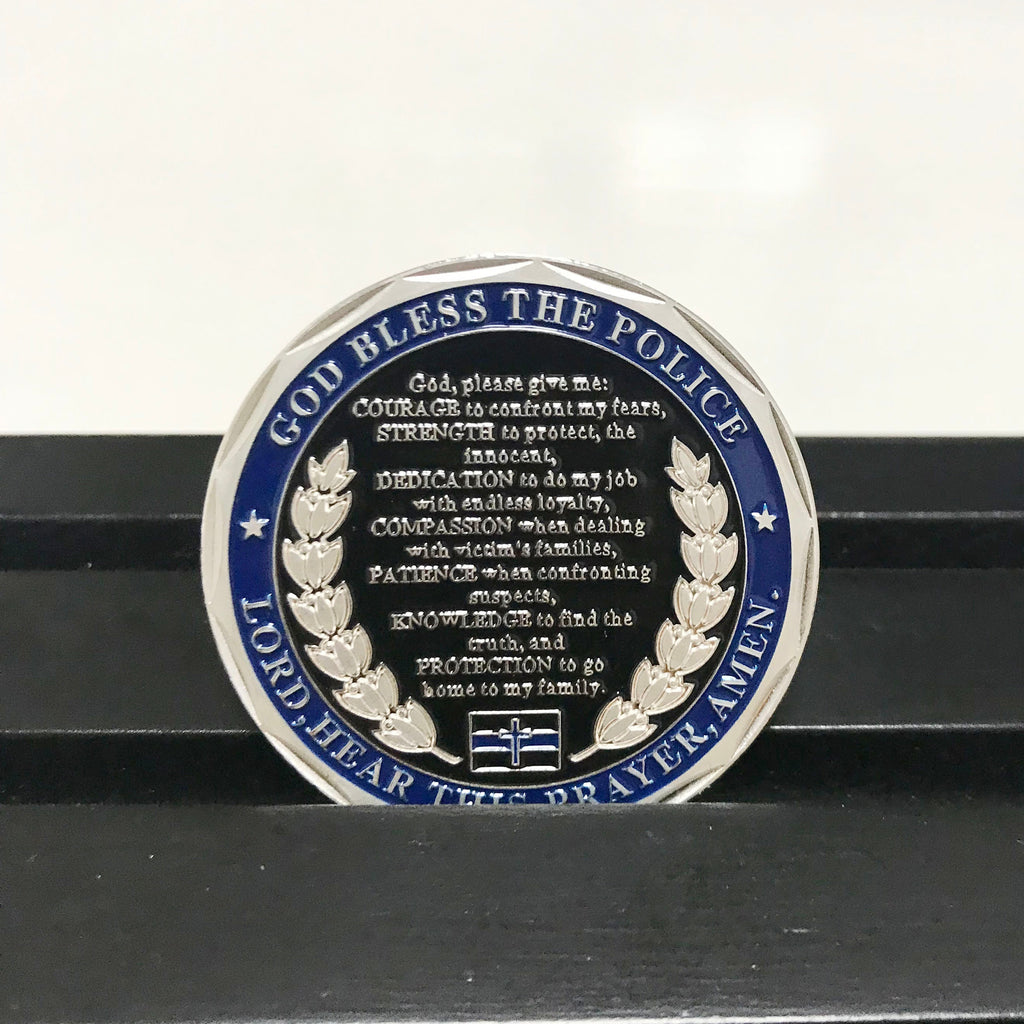 GOD BLESS THE POLICE
God, please give me:
COURAGE to confront my fears,
STRENGTH to protect, the
innocent,
DEDICATION to do my job
with endless loyalty,
COMPASSION when dealing
with victim's families,
PATIENCE when confronting
suspects,
KNOWLEDGE to find the
truth, and
PROTECTION to go
home to my family.
LORD, HEAR THIS PRAYER, AMEN.